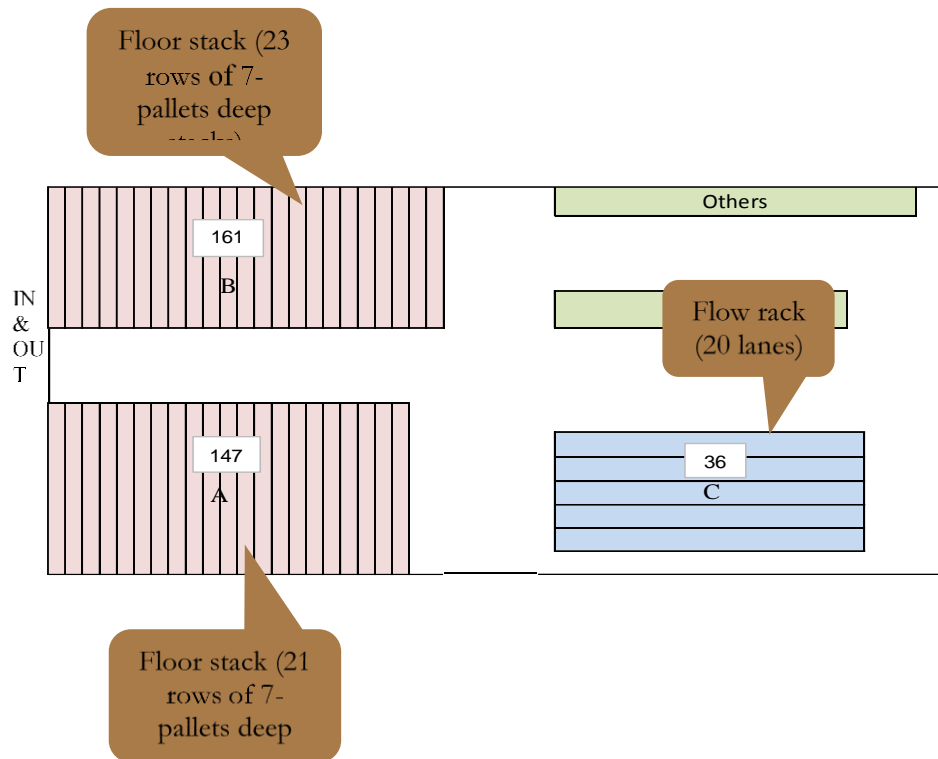 Floor stack (23
rows of 7-
pallets deep
stacks)
161
B
Others
IN
&
OU
T
Flow rack
(20 lanes)
147
A
36
C
Floor stack (21
rows of 7-
pallets deep